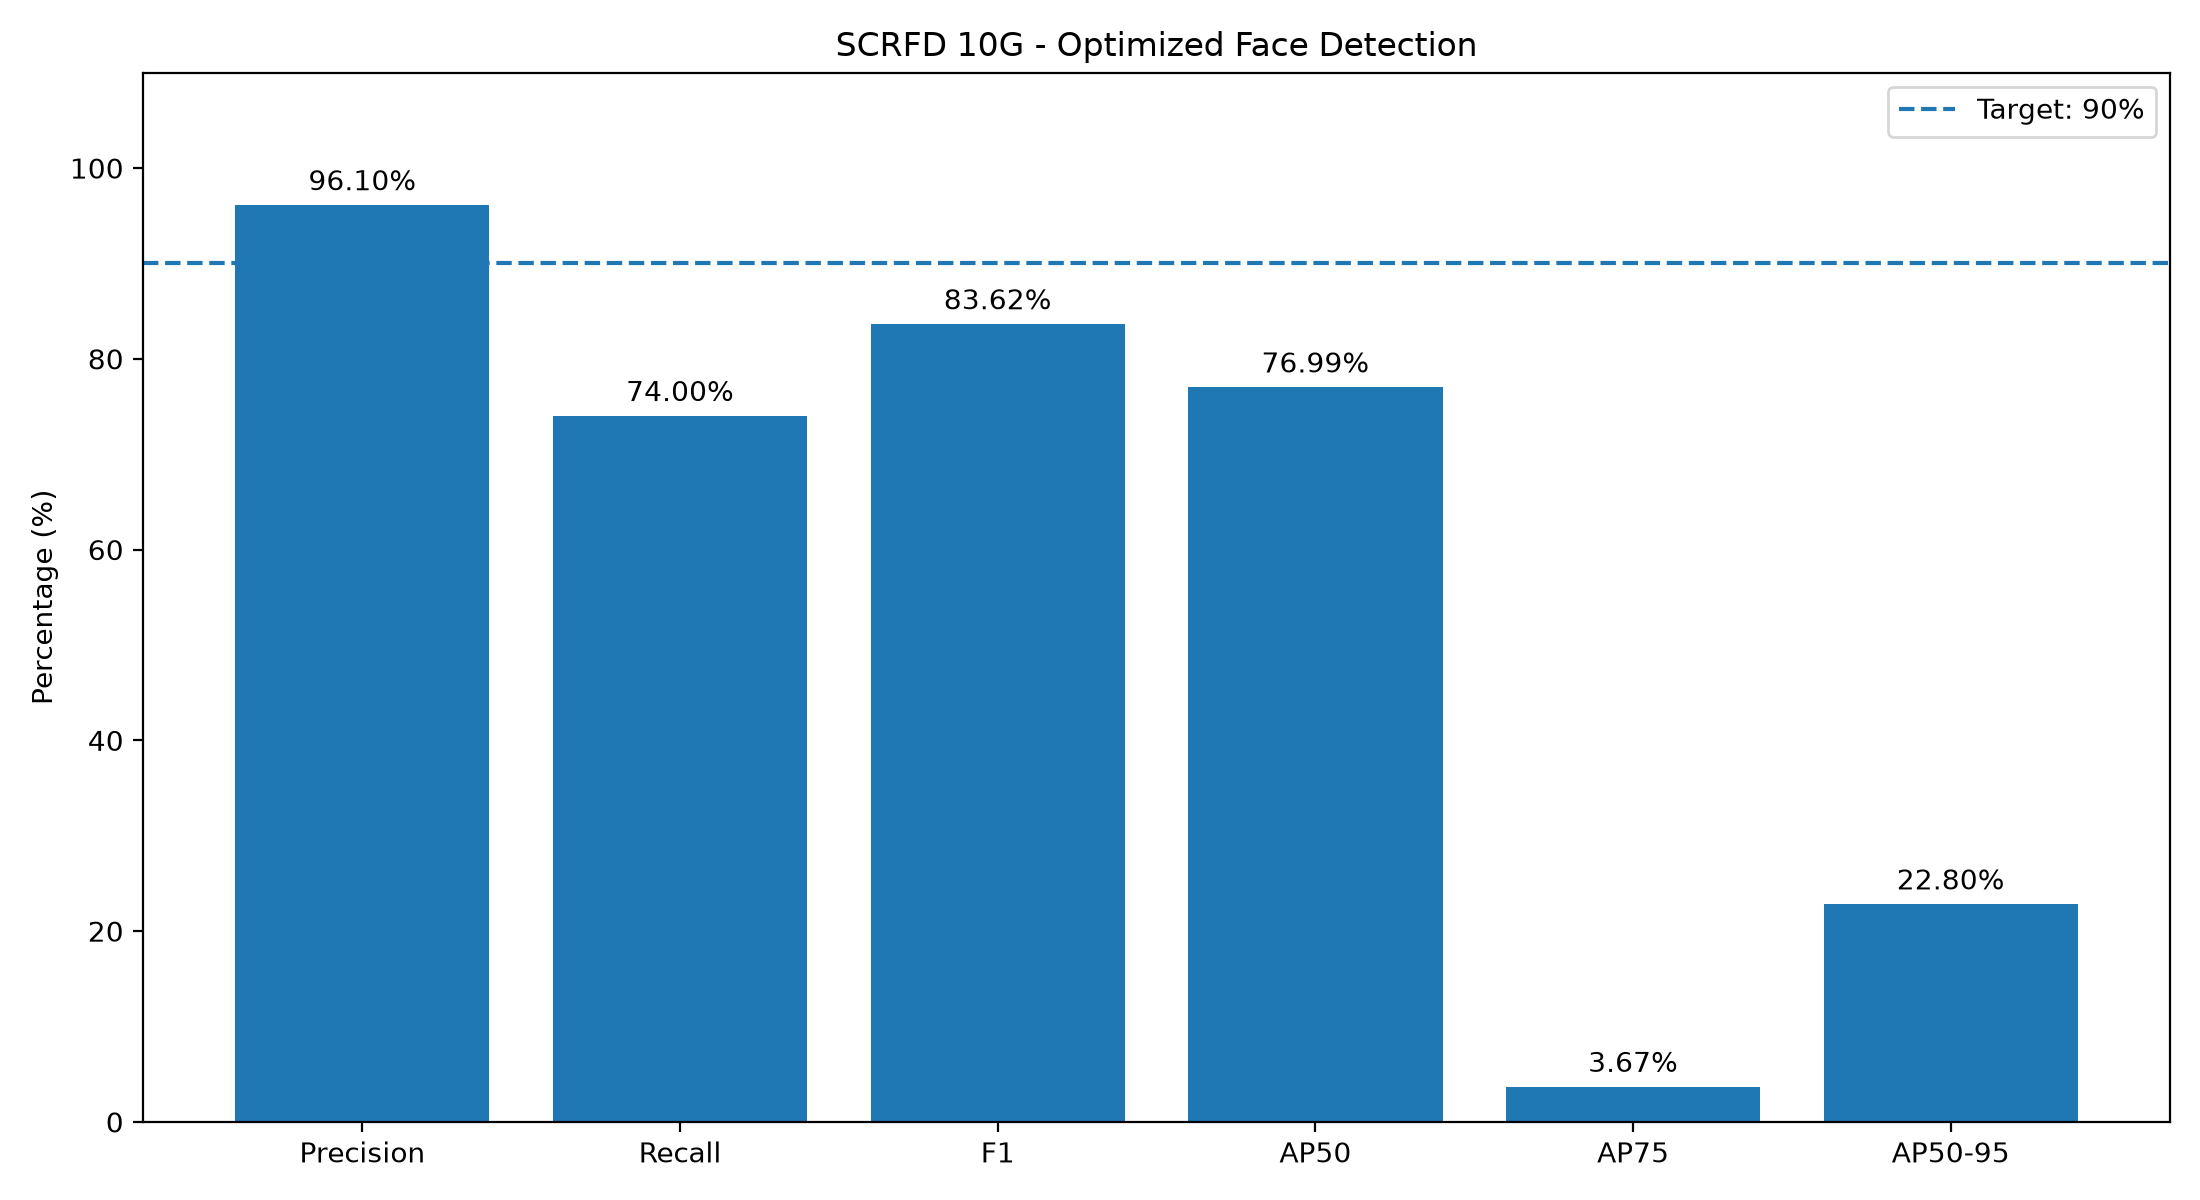 SCRFD 10G - Optimized Face Detection
Target: 90%
Percentage (%)
100
80
60
40
20
0
96.10%
74.00%
83.62%
76.99%
3.67%
22.80%
Precision
Recall
F1
AP50
AP75
AP50-95